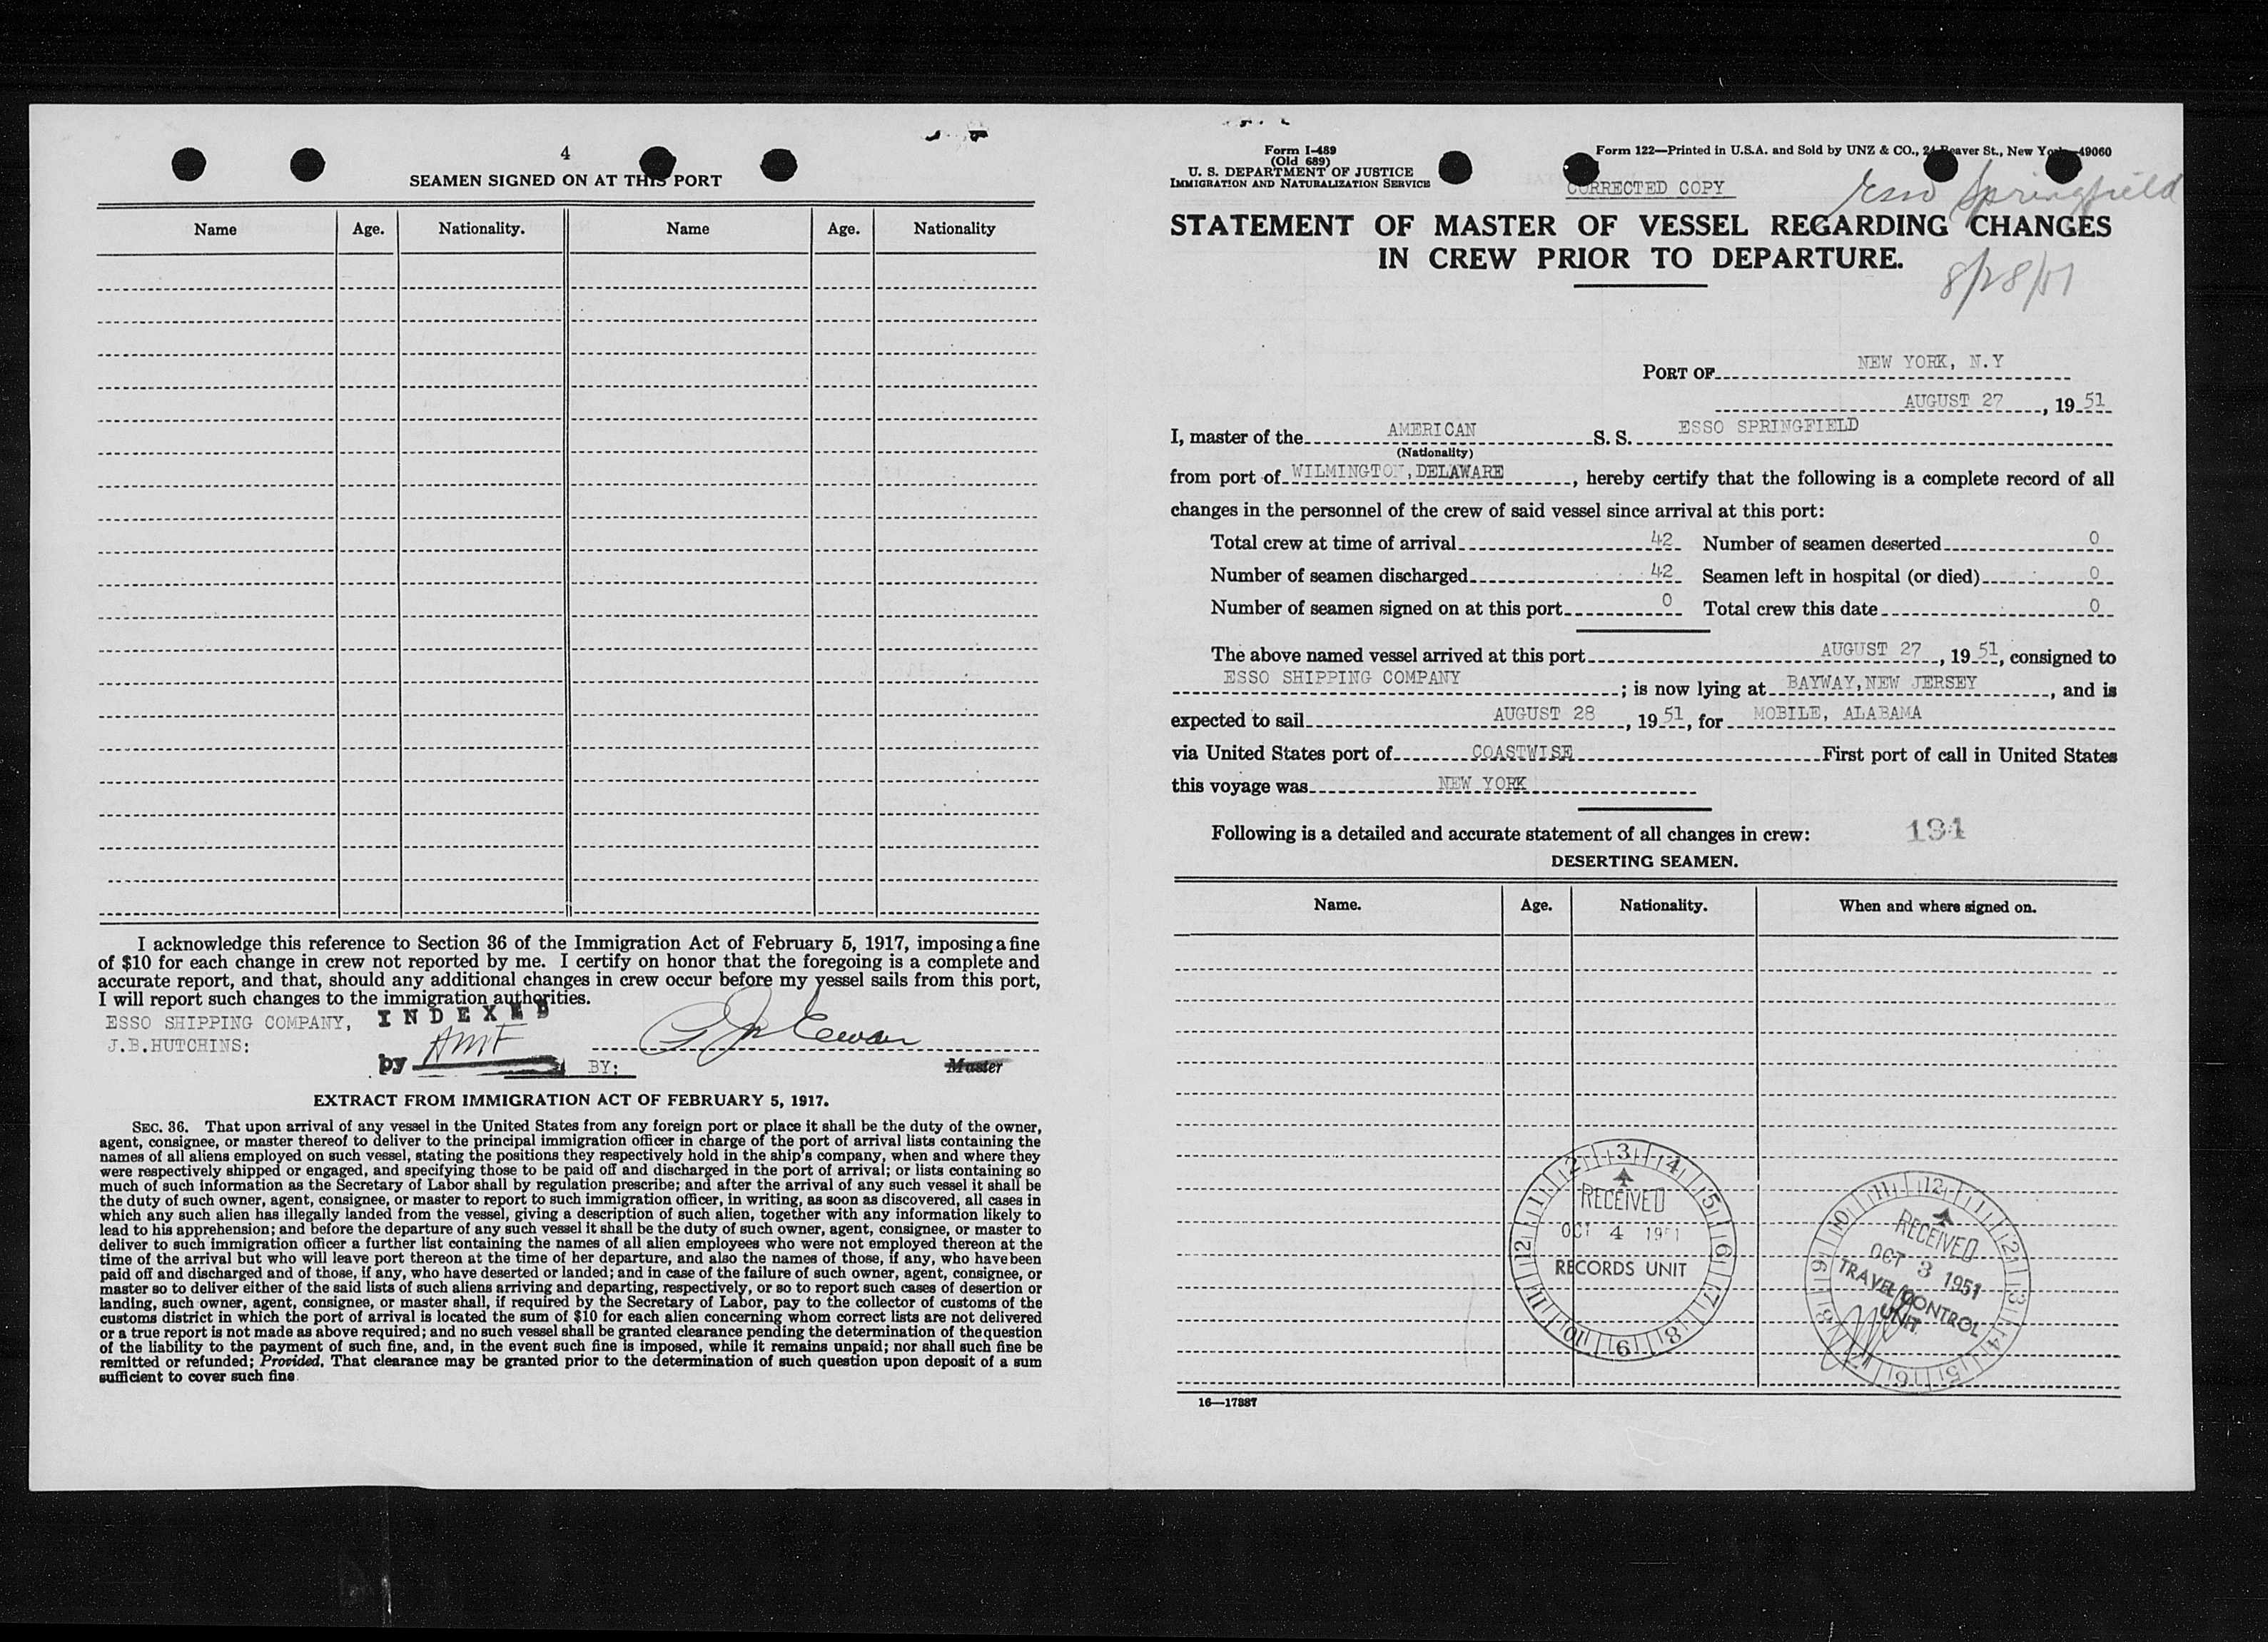 4
SEAMEN SIGNED ON AT THIS PORT
Name Age. Nationality. Name Age. Nationality
I acknowledge this reference to Section 36 of the Immigration Act of February 5, 1917, imposing a fine
of $10 for each change in crew not reported by me. I certify on honor that the foregoing is a complete and
accurate report, and that, should any additional changes in crew occur before my vessel sails from this port,
I will report such changes to the immigration authorities.
ESSO SHIPPING COMPANY, INDEXED
J.B.HUTCHINS:
by BY: Master
EXTRACT FROM IMMIGRATION ACT OF FEBRUARY 5, 1917.
SEC. 36. That upon arrival of any vessel in the United States from any foreign port or place it shall be the duty of the owner,
agent, consignee, or master thereof to deliver to the principal immigration officer in charge of the port of arrival lists containing the
names of all aliens employed on such vessel, stating the positions they respectively hold in the ship's company, when and where they
were respectively shipped or engaged, and specifying those to be paid off and discharged in the port of arrival; or lists containing so
much of such information as the Secretary of Labor shall by regulation prescribe; and after the arrival of any such vessel it shall be
the duty of such owner, agent, consignee, or master to report to such immigration officer, in writing, as soon as discovered, all cases in
which any such alien has illegally landed from the vessel, giving a description of such alien, together with any information likely to
lead to his apprehension; and before the departure of any such vessel it shall be the duty of such owner, agent, consignee, or master to
deliver to such immigration officer a further list containing the names of all alien employees who were not employed thereon at the
time of the arrival but who will leave port thereon at the time of her departure, and also the names of those, if any, who have been
paid off and discharged and of those, if any, who have deserted or landed; and in case of the failure of such owner, agent, consignee, or
master so to deliver either of the said lists of such aliens arriving and departing, respectively, or so to report such cases of desertion or
landing, such owner, agent, consignee, or master shall, if required by the Secretary of Labor, pay to the collector of customs of the
customs district in which the port of arrival is located the sum of $10 for each alien concerning whom correct lists are not delivered
or a true report is not made as above required; and no such vessel shall be granted clearance pending the determination of the question
of the liability to the payment of such fine, and, in the event such fine is imposed, while it remains unpaid; nor shall such fine be
remitted or refunded; Provided, That clearance may be granted prior to the determination of such question upon deposit of a sum
sufficient to cover such fine
Form I-489
(Old 689)
U. S. DEPARTMENT OF JUSTICE
IMMIGRATION AND NATURALIZATION SERVICE
Form 122—Printed in U.S.A. and Sold by UNZ & CO., 24 Beaver St., New York—49060
CORRECTED COPY
Esso Springfield
STATEMENT OF MASTER OF VESSEL REGARDING CHANGES
IN CREW PRIOR TO DEPARTURE.
8/28/51
PORT OF NEW YORK, N.Y
AUGUST 27, 19 51
I, master of the AMERICAN S. S. ESSO SPRINGFIELD
(Nationality)
from port of WILMINGTON, DELAWARE, hereby certify that the following is a complete record of all
changes in the personnel of the crew of said vessel since arrival at this port:
Total crew at time of arrival 42 Number of seamen deserted 0
Number of seamen discharged 42 Seamen left in hospital (or died) 0
Number of seamen signed on at this port 0 Total crew this date 0
The above named vessel arrived at this port AUGUST 27, 19 51, consigned to
ESSO SHIPPING COMPANY; is now lying at BAYWAY, NEW JERSEY, and is
expected to sail AUGUST 28, 19 51, for MOBILE, ALABAMA
via United States port of COASTWISE First port of call in United States
this voyage was NEW YORK
Following is a detailed and accurate statement of all changes in crew: 194
DESERTING SEAMEN.
Name. Age. Nationality. When and where signed on.
1 2 3 4 5 6 7 8 9 10 11 12
RECEIVED
OCT 4 1951
RECORDS UNIT
1 2 3 4 5 6 7 8 9 10 11 12
RECEIVED
OCT 3 1951
TRAVEL CONTROL
UNIT
16—17387